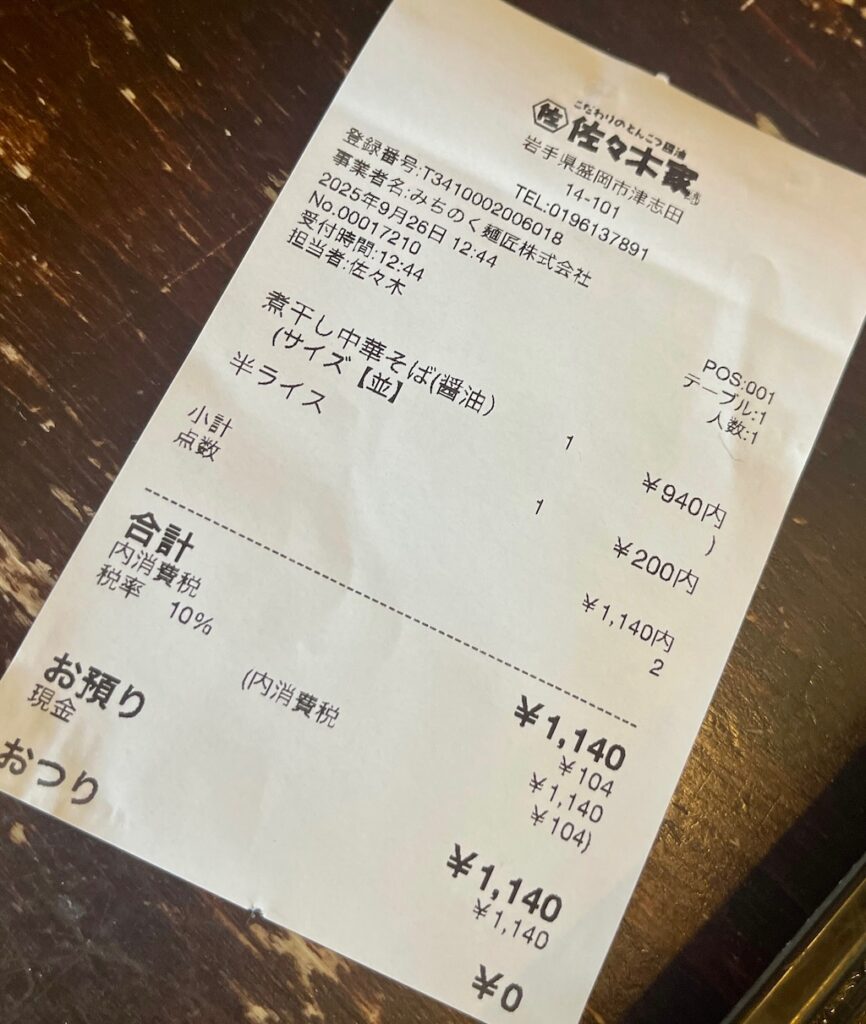 こだわりのとんこつ醤油
佐 佐々木家
岩手県盛岡市津志田
14-101
TEL:0196137891
登録番号:T3410002006018
事業者名:みちのく麺匠株式会社
2025年9月26日 12:44
No.00017210 POS:001
受付時間:12:44 テーブル:1
担当者:佐々木 人数:1
煮干し中華そば(醤油) 1 ¥940内
(サイズ【並】 )
半ライス 1 ¥200内
小計 ¥1,140内
点数 2
合計 ¥1,140
内消費税 ¥104
税率 10% ¥1,140
(内消費税 ¥104)
お預り ¥1,140
現金 ¥1,140
おつり ¥0